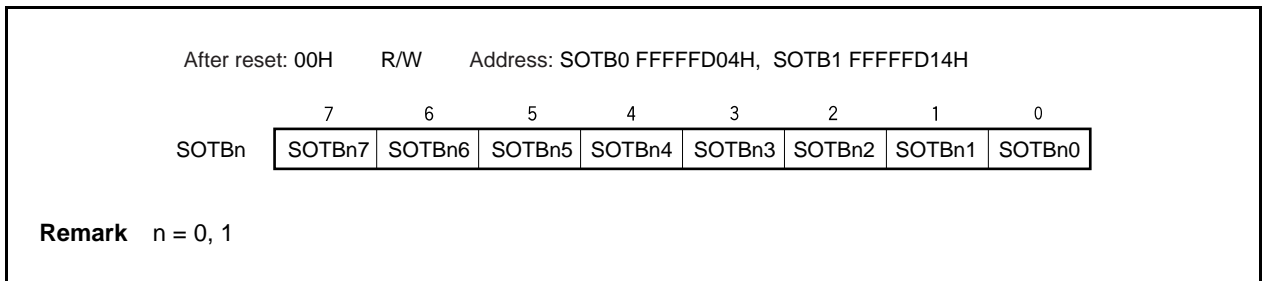 After reset: 00H R/W Address: SOTB0 FFFFFD04H, SOTB1 FFFFFD14H
7 6 5 4 3 2 1 0
SOTBn SOTBn7 SOTBn6 SOTBn5 SOTBn4 SOTBn3 SOTBn2 SOTBn1 SOTBn0
Remark n = 0, 1